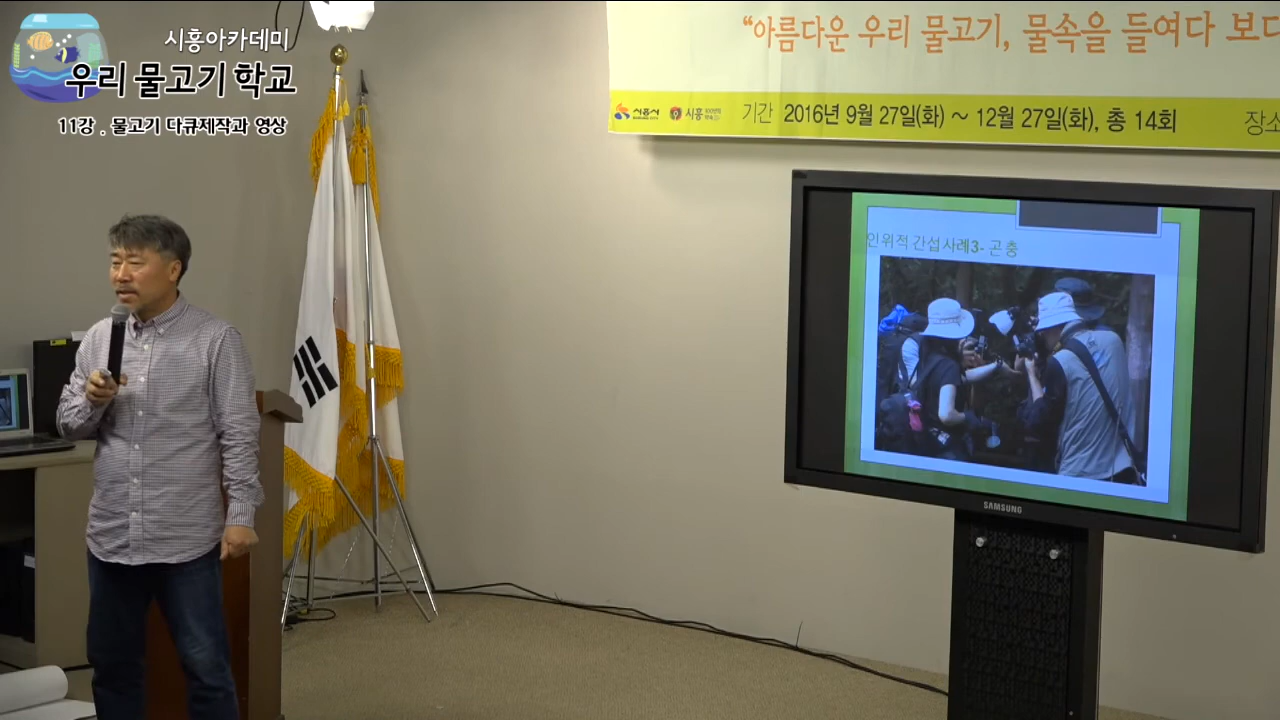 시흥아카데미
우리 물고기 학교
11강 . 물고기 다큐제작과 영상
“아름다운 우리 물고기, 물속을 들여다 보다
시흥시 시흥 기간 2016년 9월 27일(화) ~ 12월 27일(화), 총 14회 장소
인위적 간섭사례3- 곤충
SAMSUNG